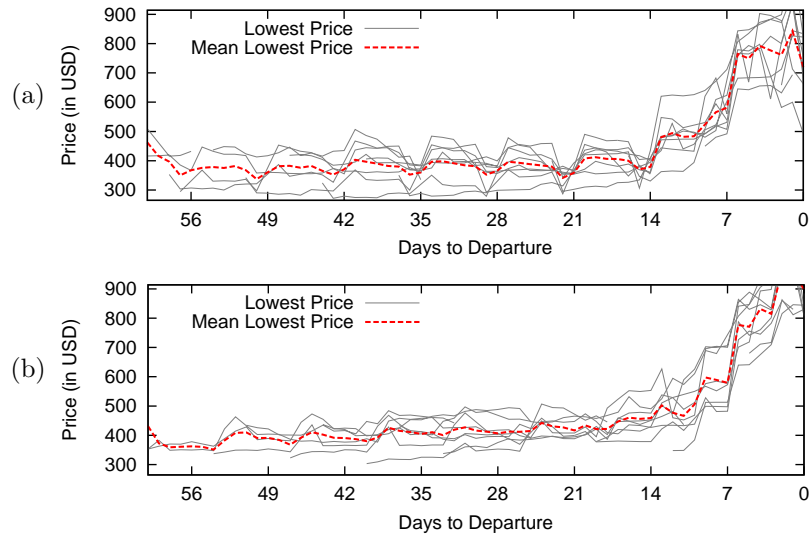 (a)
Price (in USD)
900
800
700
600
500
400
300
Lowest Price
Mean Lowest Price
56 49 42 35 28 21 14 7 0
Days to Departure
(b)
Price (in USD)
900
800
700
600
500
400
300
Lowest Price
Mean Lowest Price
56 49 42 35 28 21 14 7 0
Days to Departure